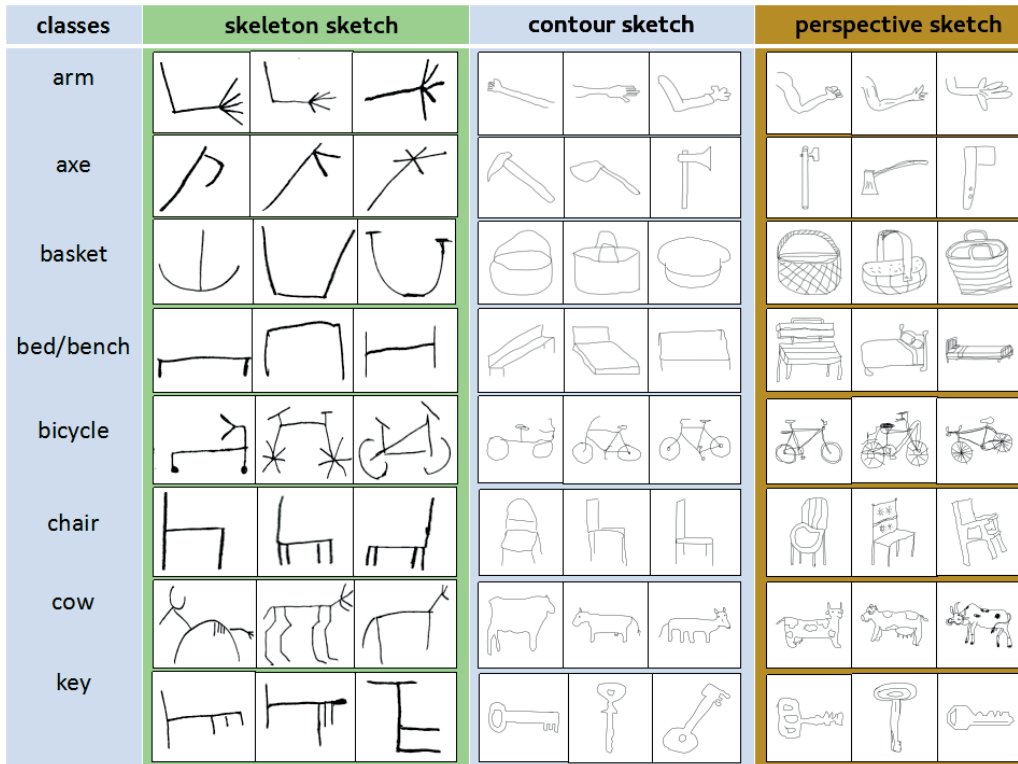 classes skeleton sketch contour sketch perspective sketch
arm
axe
basket
bed/bench
bicycle
chair
cow
key